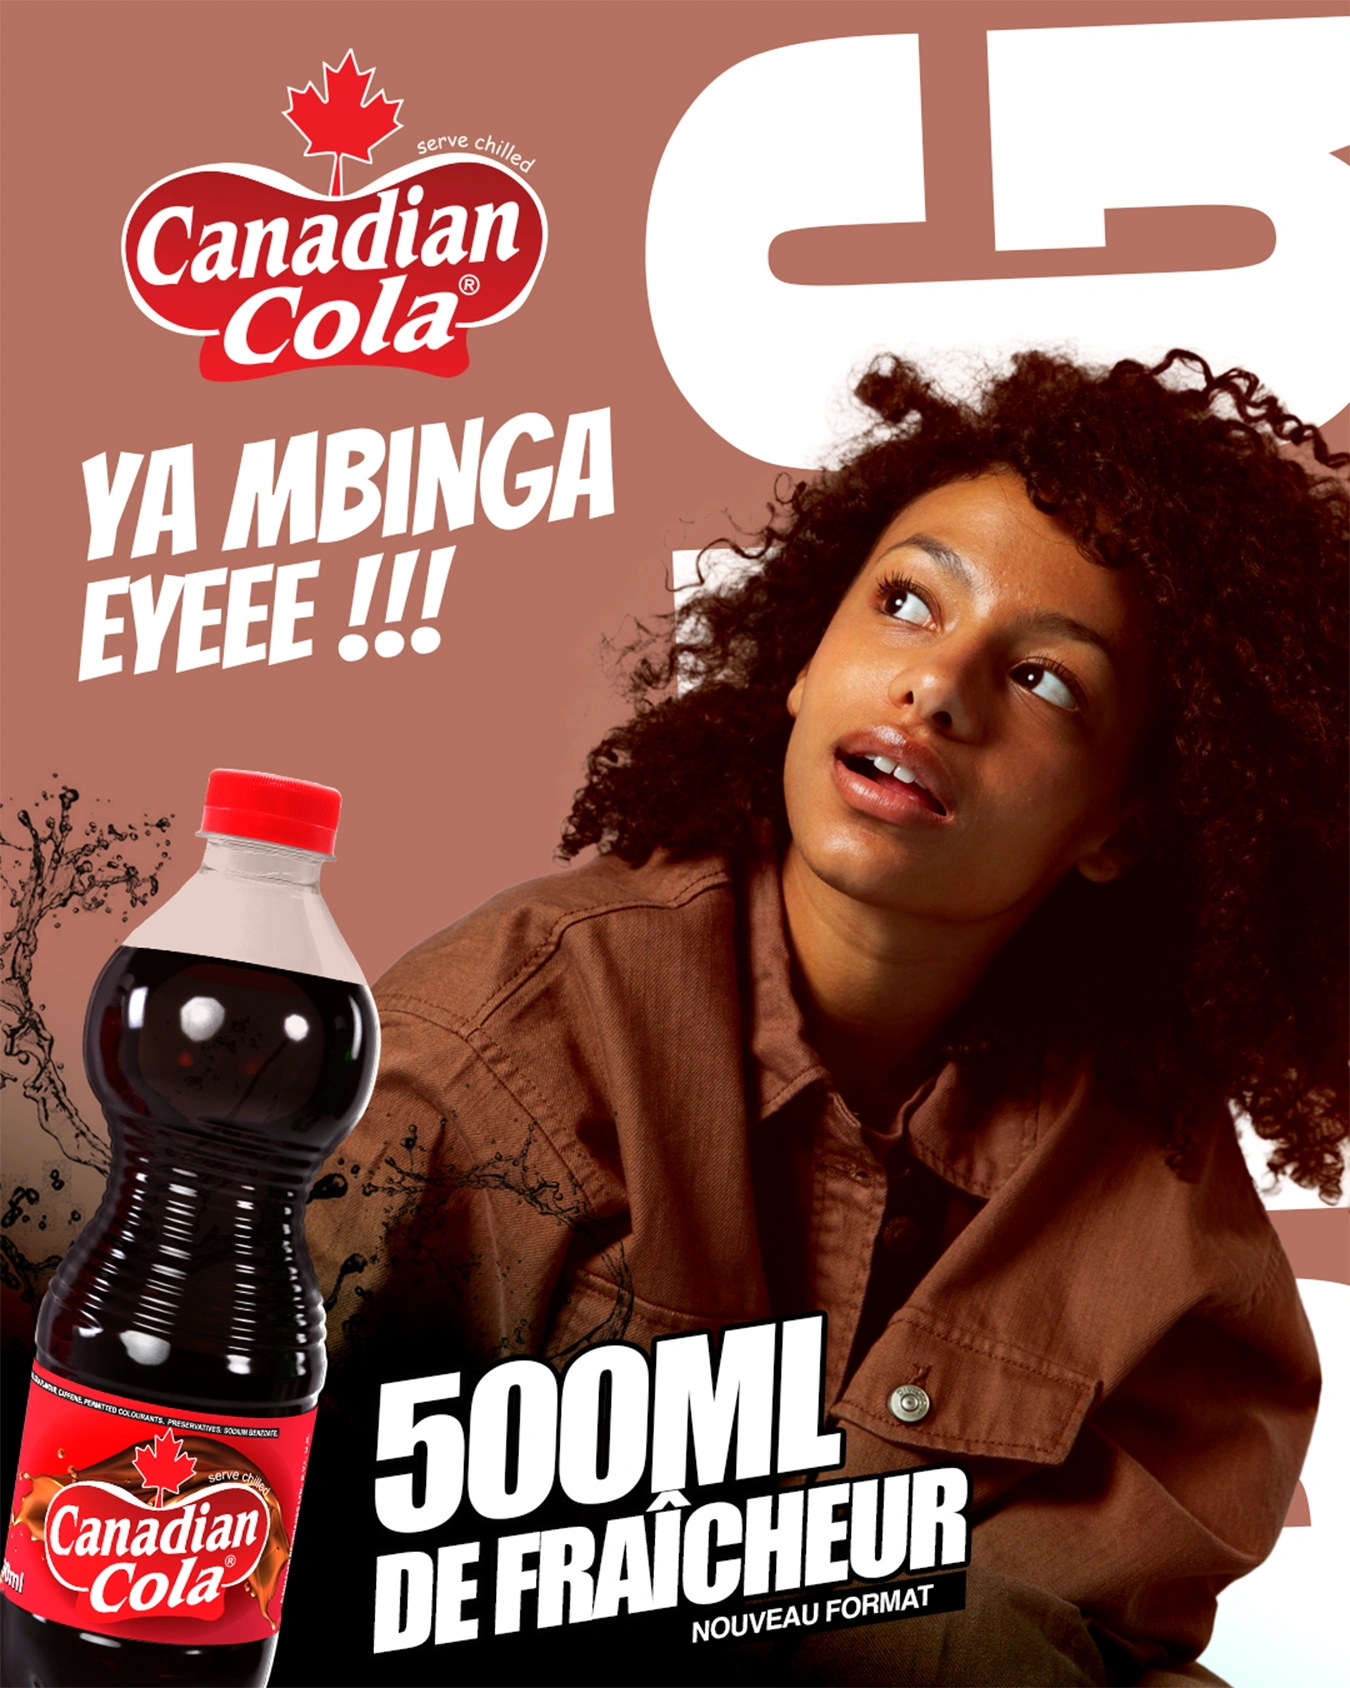 serve chilled
Canadian
Cola®
YA MBINGA
EYEEE !!!
CAFFEINE, PERMITTED COLOURANTS, PRESERVATIVES, SODIUM BENZOATE.
serve chilled
Canadian
Cola®
500ML
DE FRAÎCHEUR
NOUVEAU FORMAT